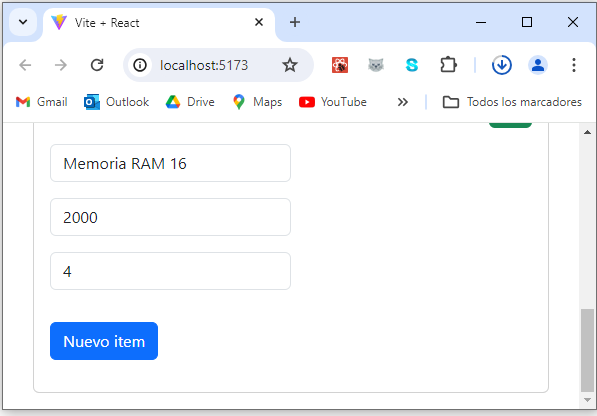 Vite + React
localhost:5173
Gmail Outlook Drive Maps YouTube Todos los marcadores
Memoria RAM 16
2000
4
Nuevo item